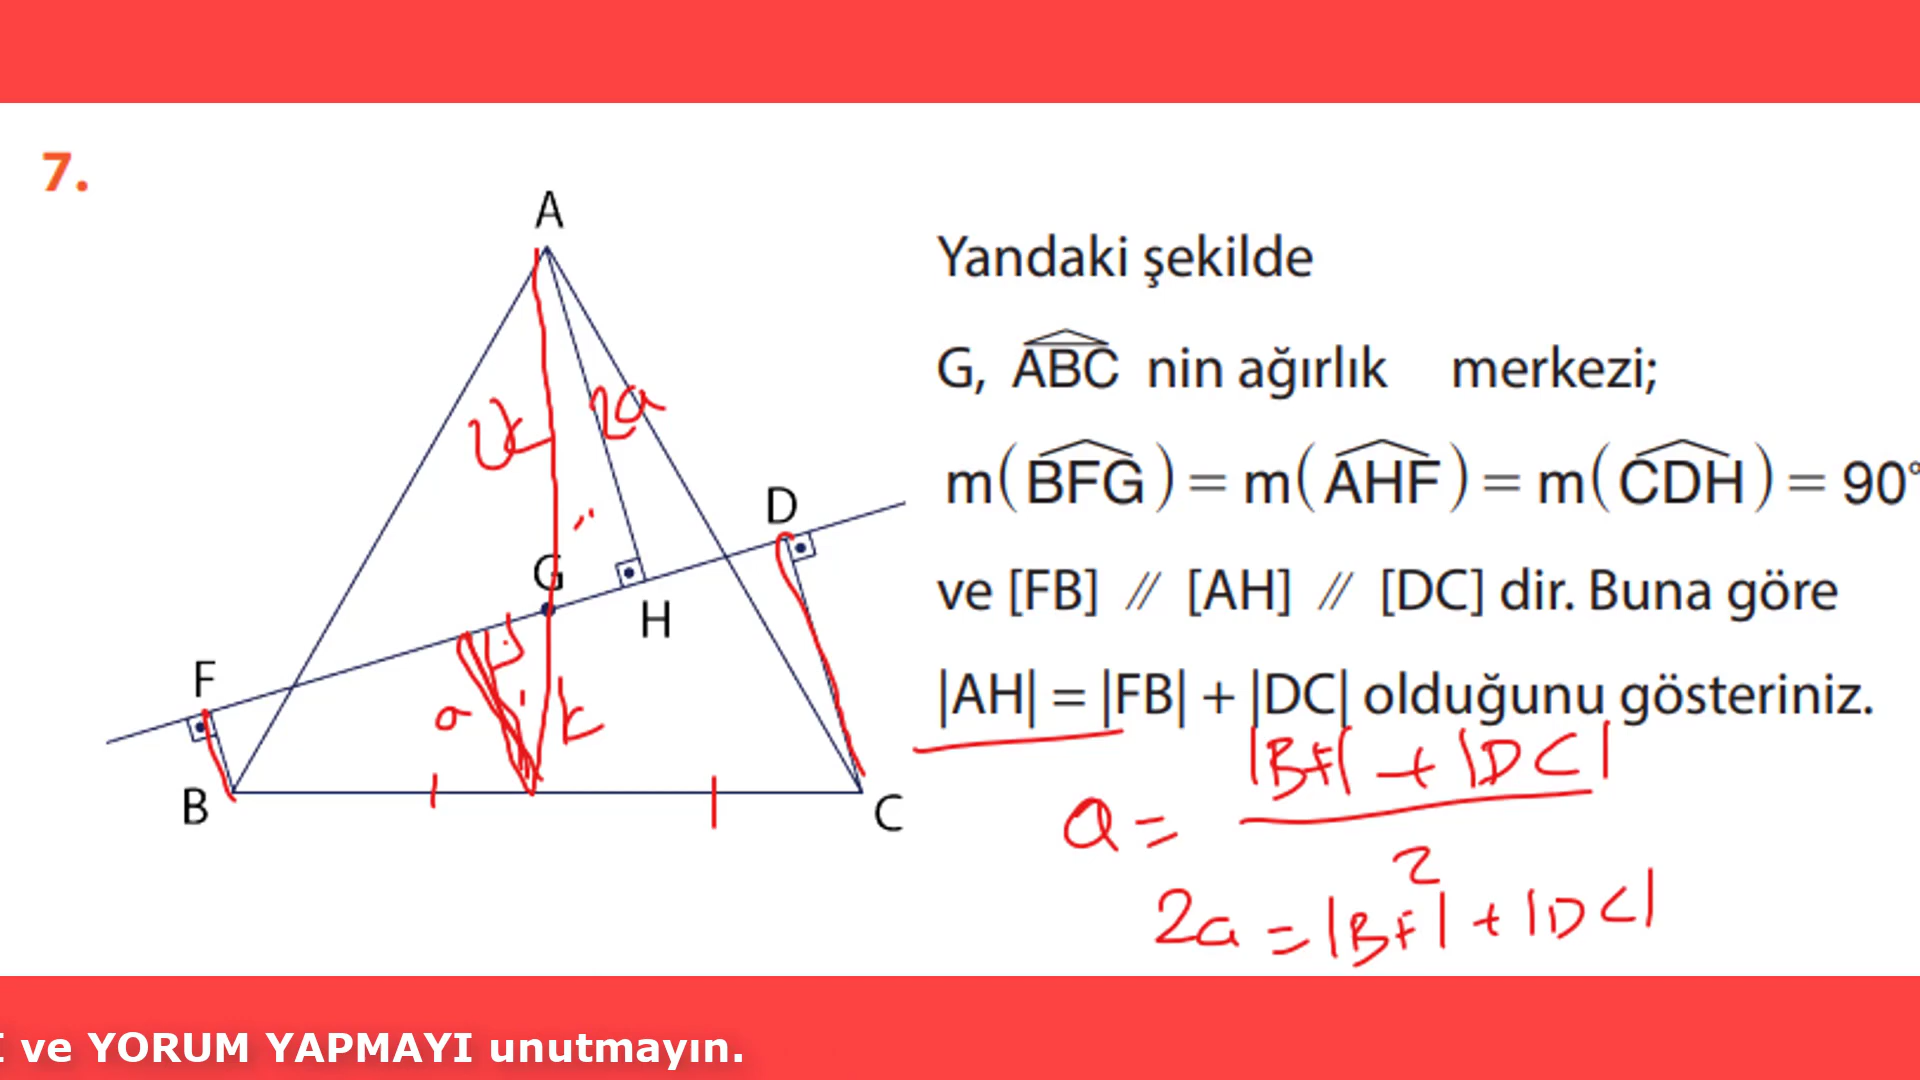 7.
A
Yandaki şekilde
G, ABC nin ağırlık merkezi;
2k
2a
m(BFG) = m(AHF) = m(CDH) = 90°
D
G
H
ve [FB] // [AH] // [DC] dir. Buna göre
F
a
k
|AH| = |FB| + |DC| olduğunu gösteriniz.
B
C
a = |BF| + |DC|
2
2a = |BF| + |DC|
ve YORUM YAPMAYI unutmayın.